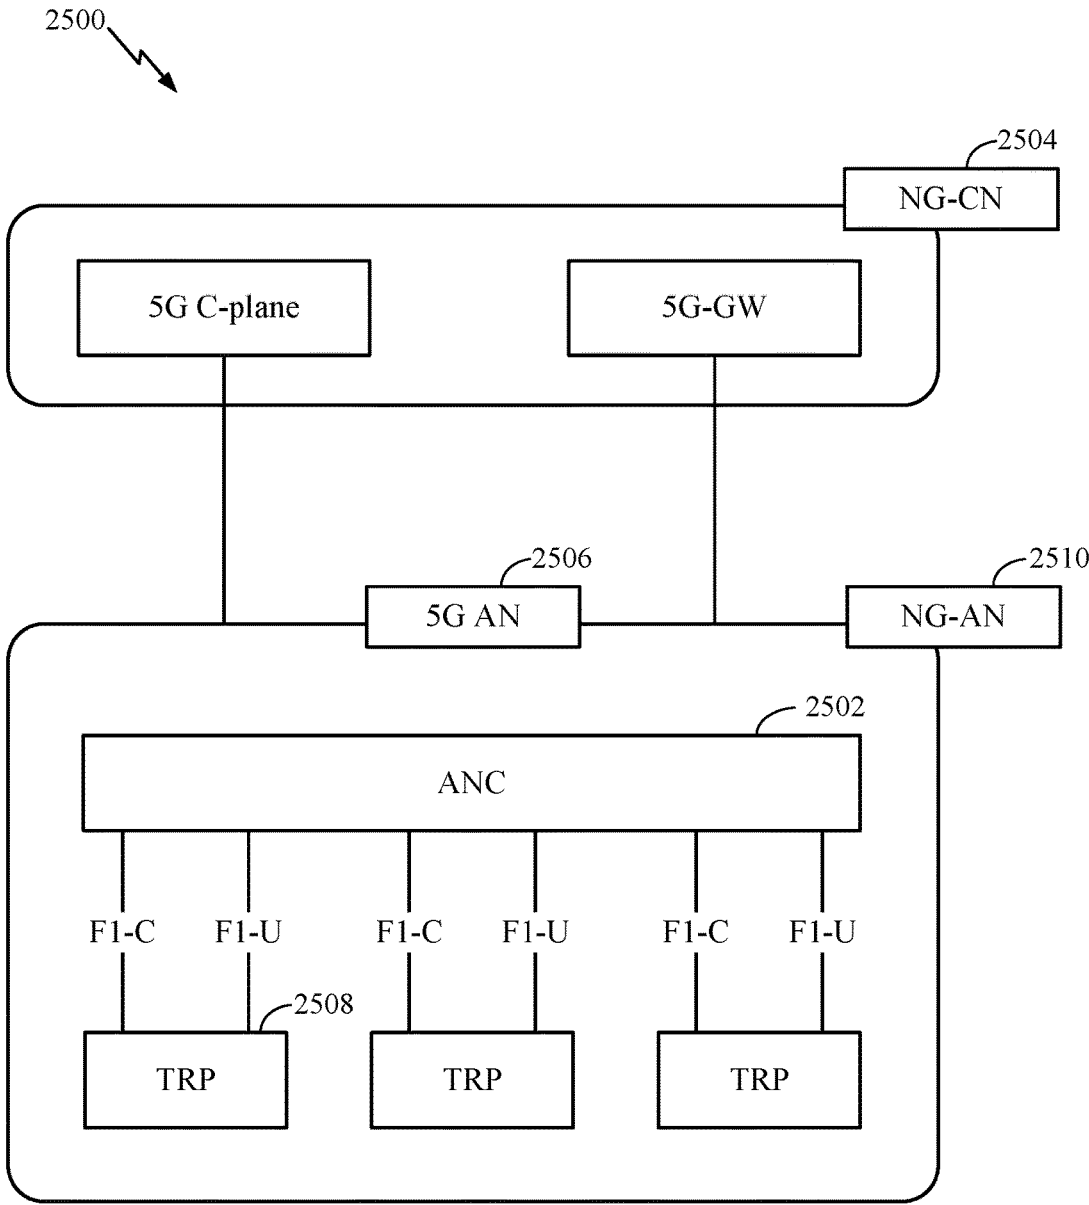 2500
2504
NG-CN
5G C-plane
5G-GW
2506
2510
5G AN
NG-AN
2502
ANC
F1-C
F1-U
F1-C
F1-U
F1-C
F1-U
2508
TRP
TRP
TRP